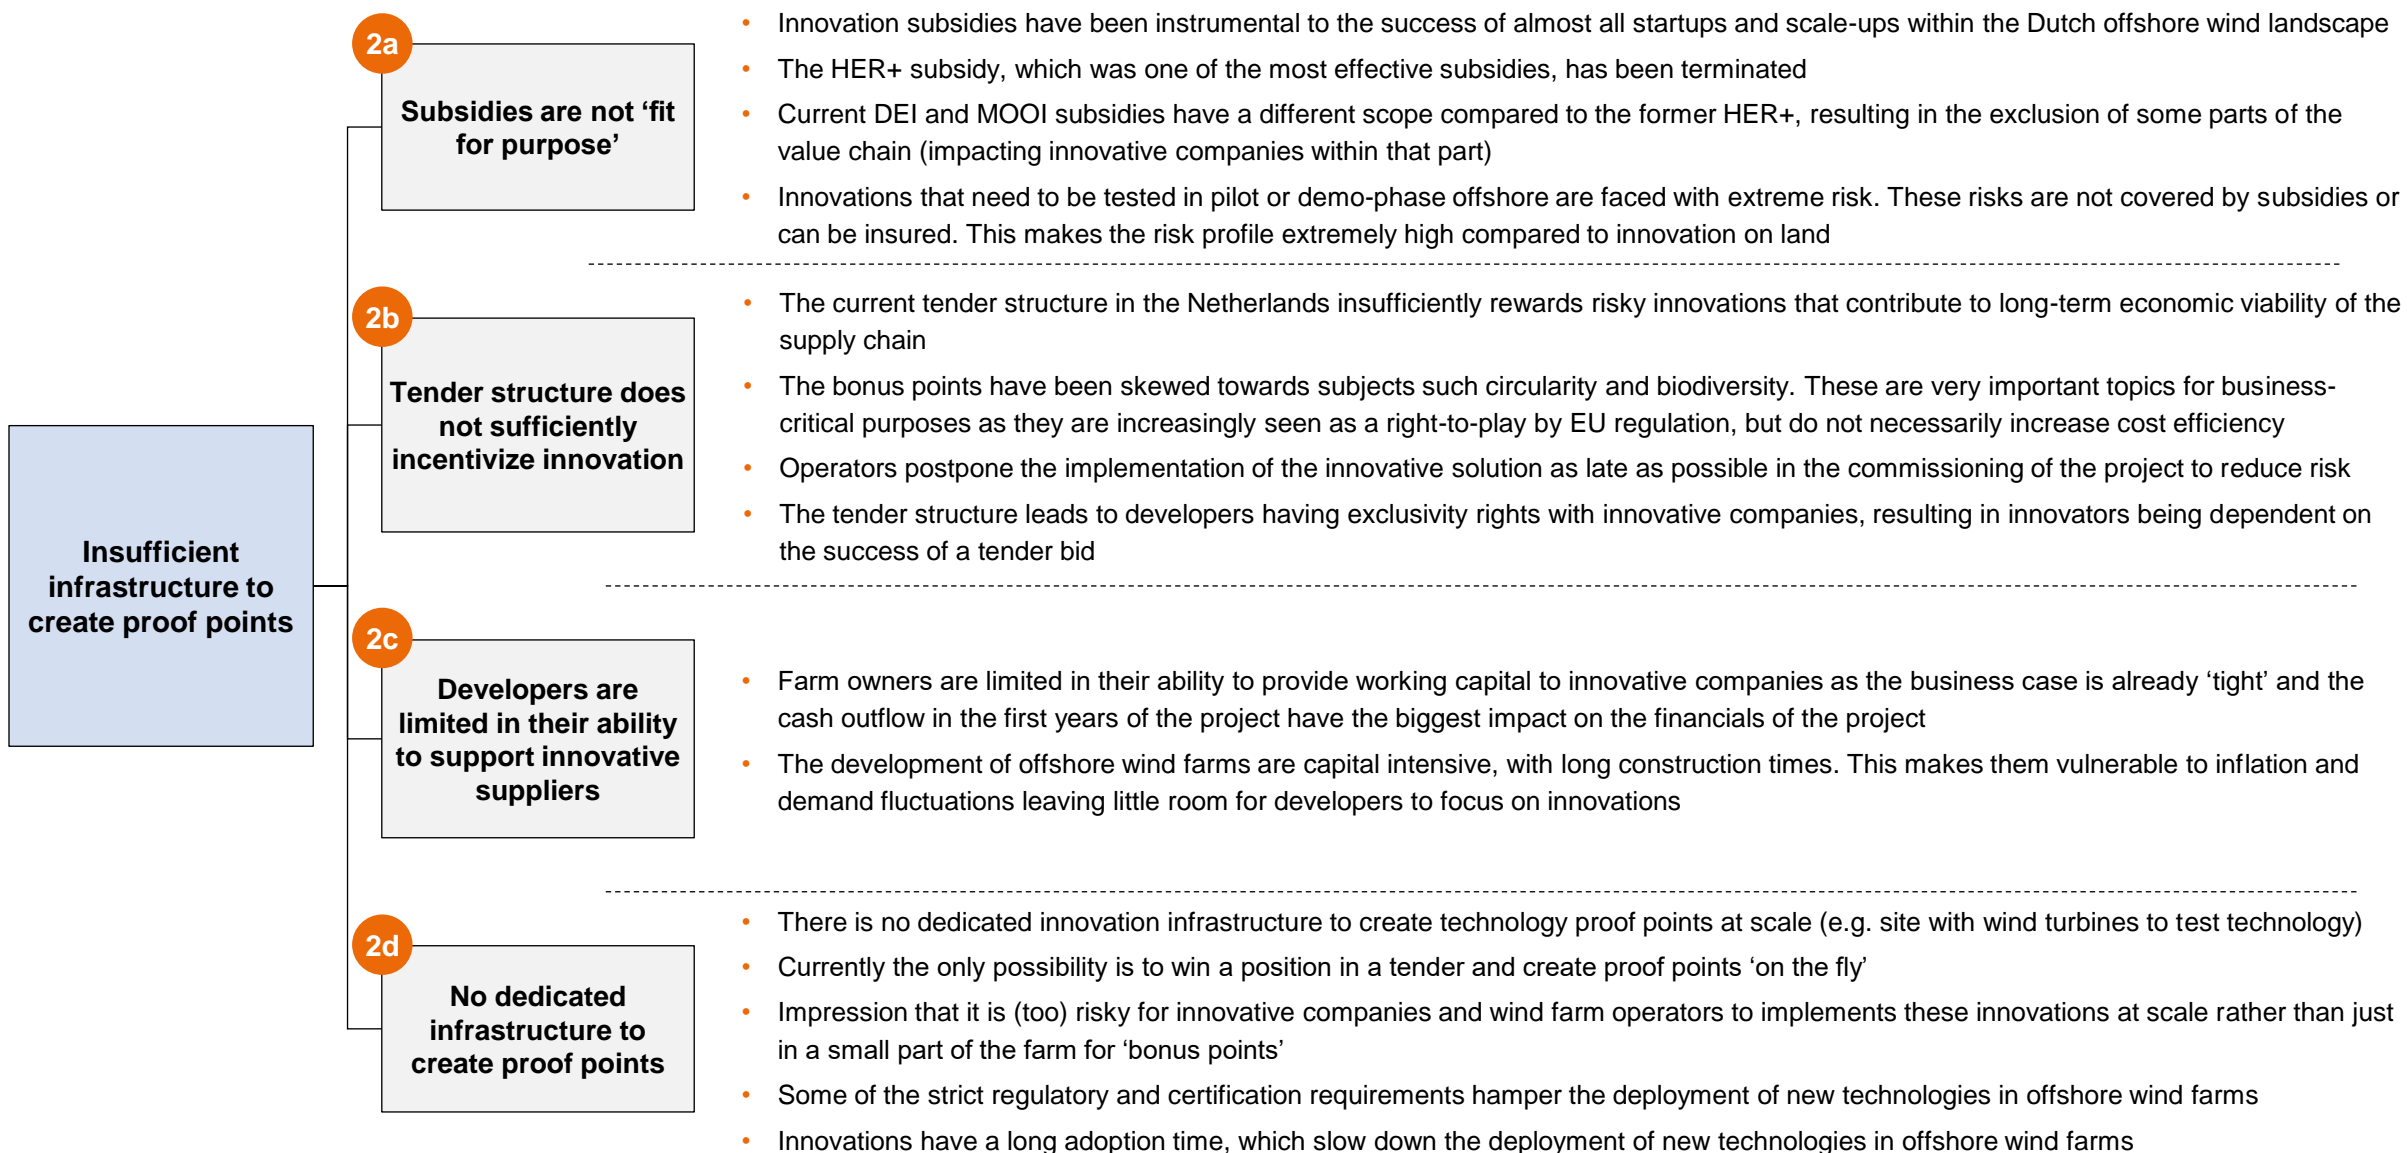 Insufficient
infrastructure to
create proof points
2a
Subsidies are not ‘fit
for purpose’
• Innovation subsidies have been instrumental to the success of almost all startups and scale-ups within the Dutch offshore wind landscape
• The HER+ subsidy, which was one of the most effective subsidies, has been terminated
• Current DEI and MOOI subsidies have a different scope compared to the former HER+, resulting in the exclusion of some parts of the
value chain (impacting innovative companies within that part)
• Innovations that need to be tested in pilot or demo-phase offshore are faced with extreme risk. These risks are not covered by subsidies or
can be insured. This makes the risk profile extremely high compared to innovation on land
2b
Tender structure does
not sufficiently
incentivize innovation
• The current tender structure in the Netherlands insufficiently rewards risky innovations that contribute to long-term economic viability of the
supply chain
• The bonus points have been skewed towards subjects such circularity and biodiversity. These are very important topics for business-
critical purposes as they are increasingly seen as a right-to-play by EU regulation, but do not necessarily increase cost efficiency
• Operators postpone the implementation of the innovative solution as late as possible in the commissioning of the project to reduce risk
• The tender structure leads to developers having exclusivity rights with innovative companies, resulting in innovators being dependent on
the success of a tender bid
2c
Developers are
limited in their ability
to support innovative
suppliers
• Farm owners are limited in their ability to provide working capital to innovative companies as the business case is already ‘tight’ and the
cash outflow in the first years of the project have the biggest impact on the financials of the project
• The development of offshore wind farms are capital intensive, with long construction times. This makes them vulnerable to inflation and
demand fluctuations leaving little room for developers to focus on innovations
2d
No dedicated
infrastructure to
create proof points
• There is no dedicated innovation infrastructure to create technology proof points at scale (e.g. site with wind turbines to test technology)
• Currently the only possibility is to win a position in a tender and create proof points ‘on the fly’
• Impression that it is (too) risky for innovative companies and wind farm operators to implements these innovations at scale rather than just
in a small part of the farm for ‘bonus points’
• Some of the strict regulatory and certification requirements hamper the deployment of new technologies in offshore wind farms
• Innovations have a long adoption time, which slow down the deployment of new technologies in offshore wind farms